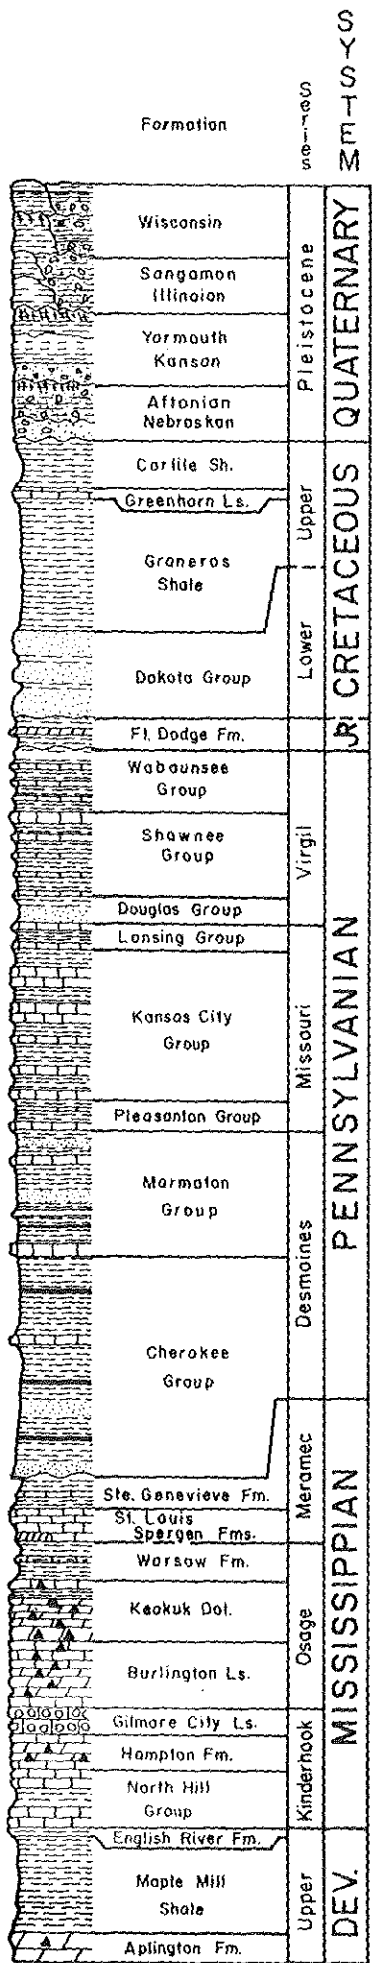 Formation
Series
SYSTEM
Wisconsin
Sangamon
Illinoian
Yarmouth
Kansan
Aftonian
Nebraskan
Pleistocene
QUATERNARY
Carlile Sh.
Greenhorn Ls.
Graneros
Shale
Dakota Group
Upper
Lower
CRETACEOUS
Ft. Dodge Fm.
JR
Wabaunsee
Group
Shawnee
Group
Douglas Group
Virgil
Lansing Group
Kansas City
Group
Pleasanton Group
Missouri
Marmaton
Group
Cherokee
Group
Desmoines
PENNSYLVANIAN
Ste. Genevieve Fm.
St. Louis
Spergen Fms.
Meramec
Warsaw Fm.
Keokuk Dol.
Burlington Ls.
Osage
Gilmore City Ls.
Hampton Fm.
North Hill
Group
Kinderhook
MISSISSIPPIAN
English River Fm.
Maple Mill
Shale
Aplington Fm.
Upper
DEV.